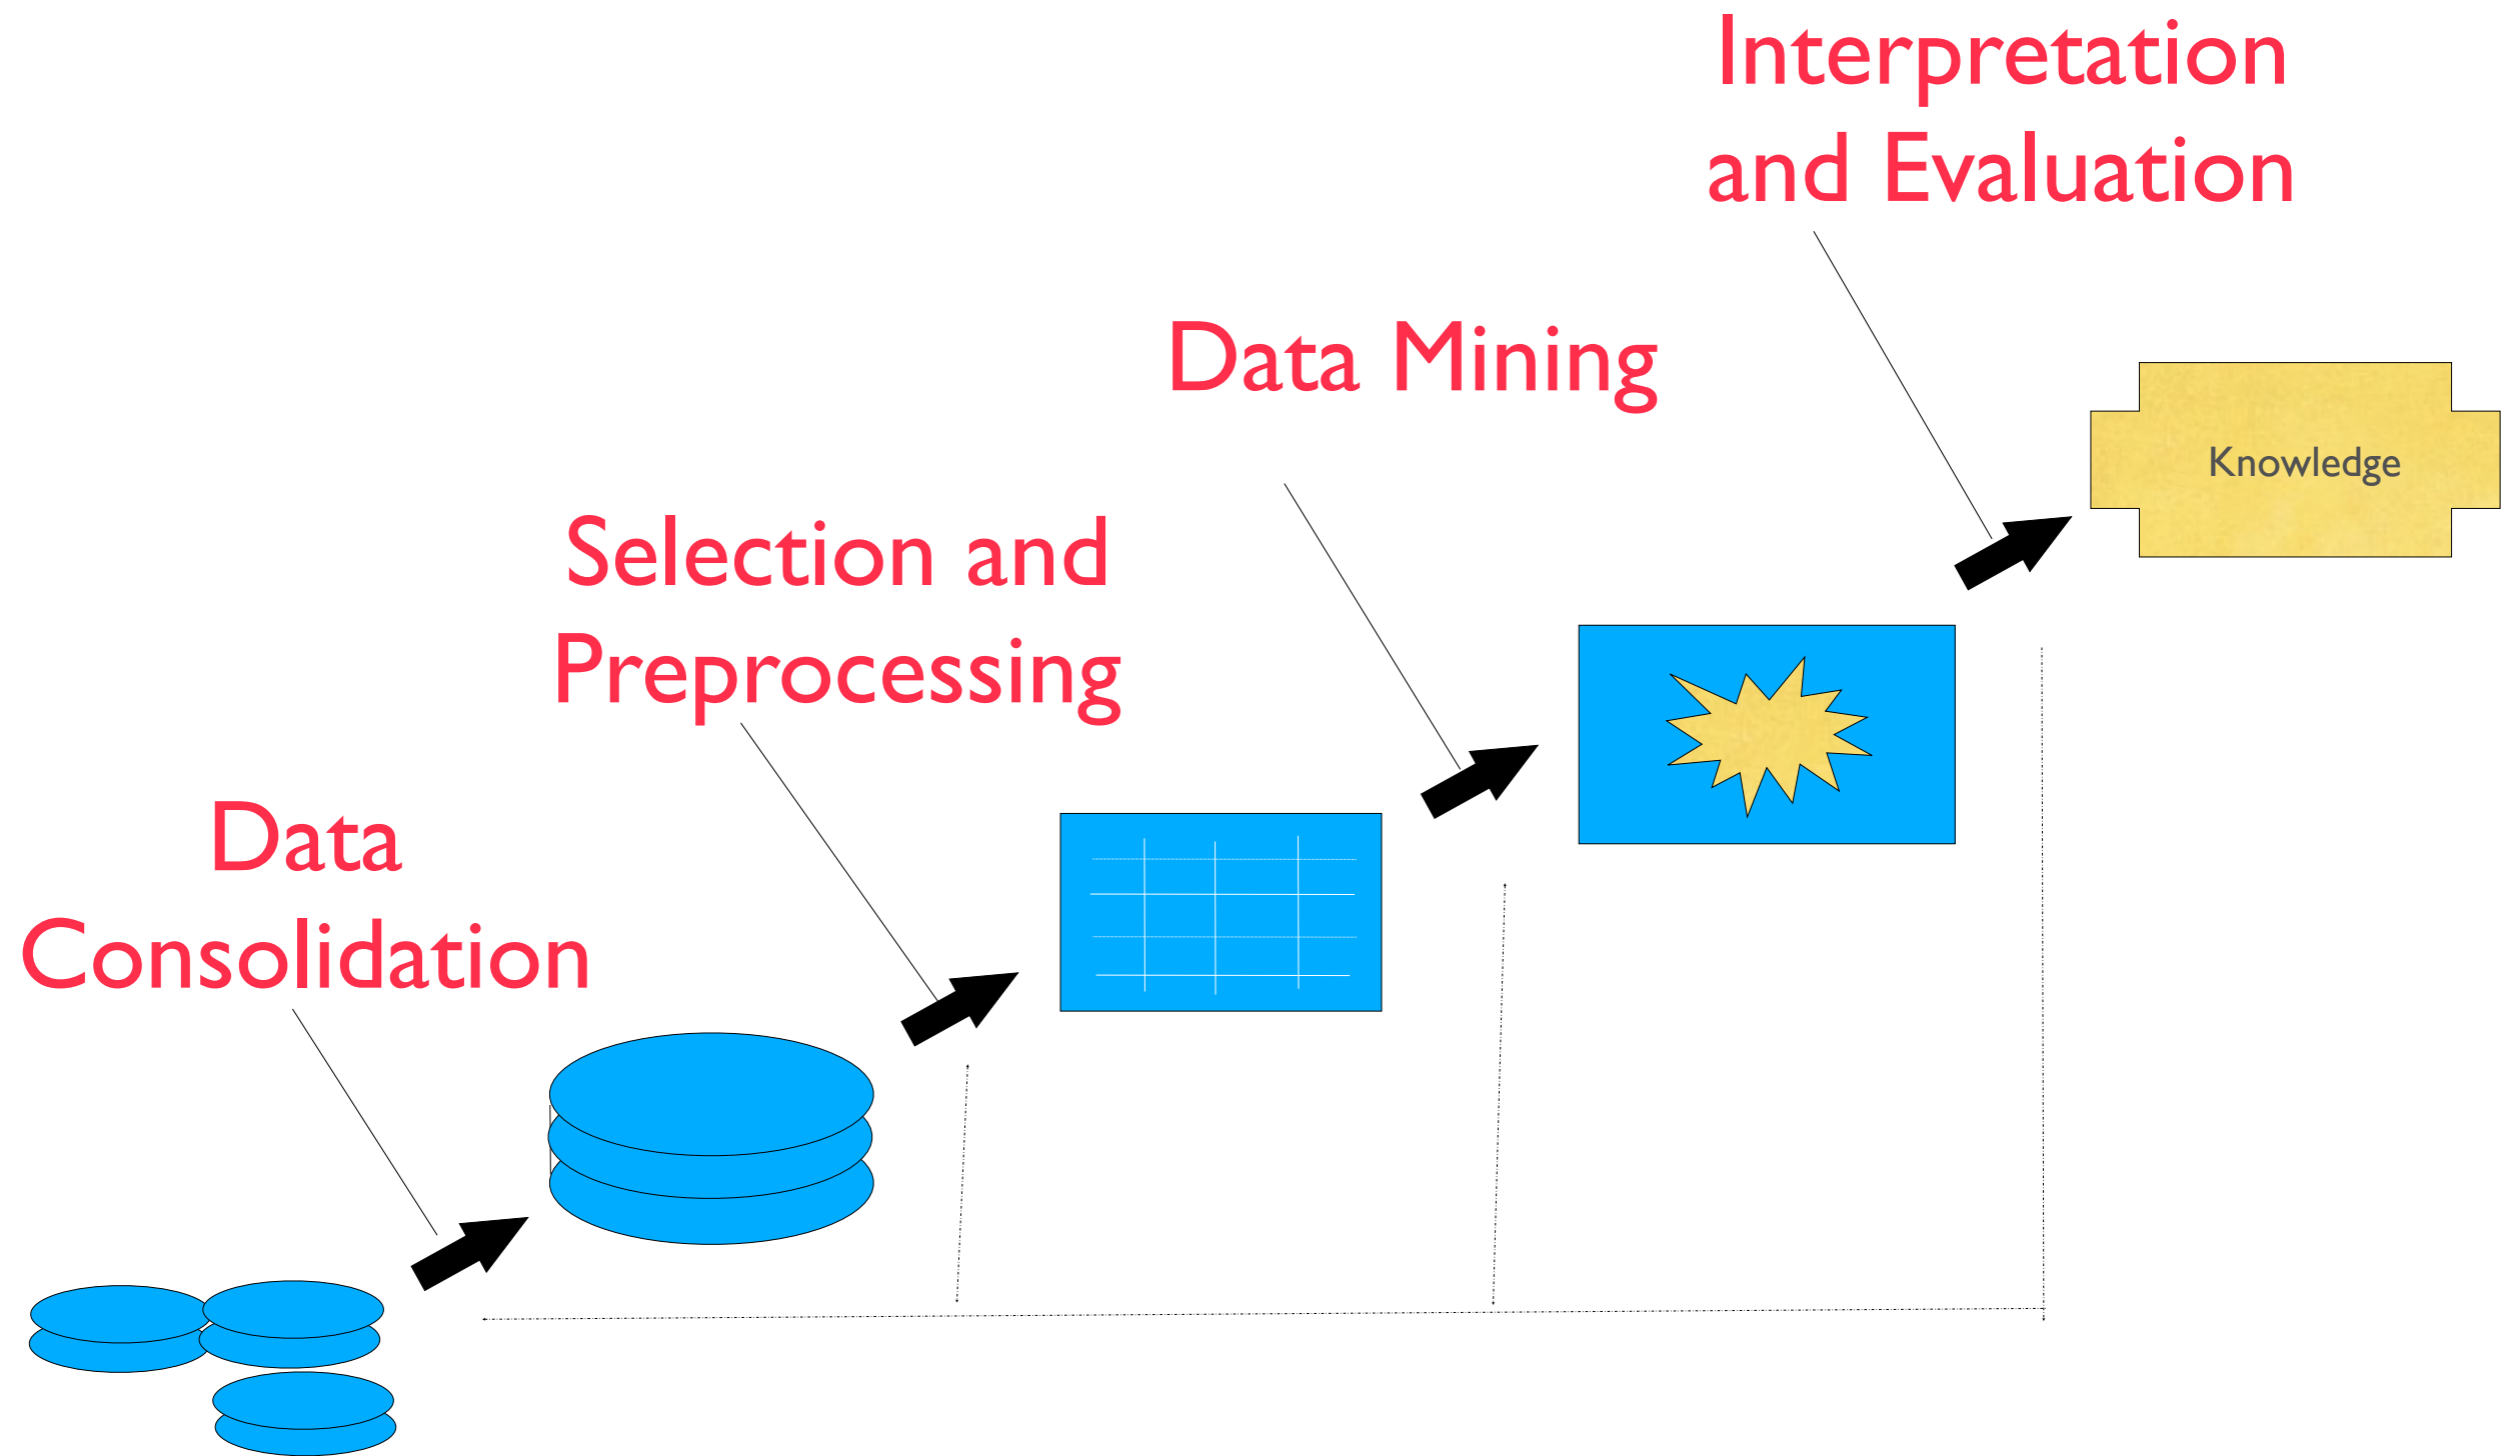 Interpretation
and Evaluation
Data Mining
Knowledge
Selection and
Preprocessing
Data
Consolidation